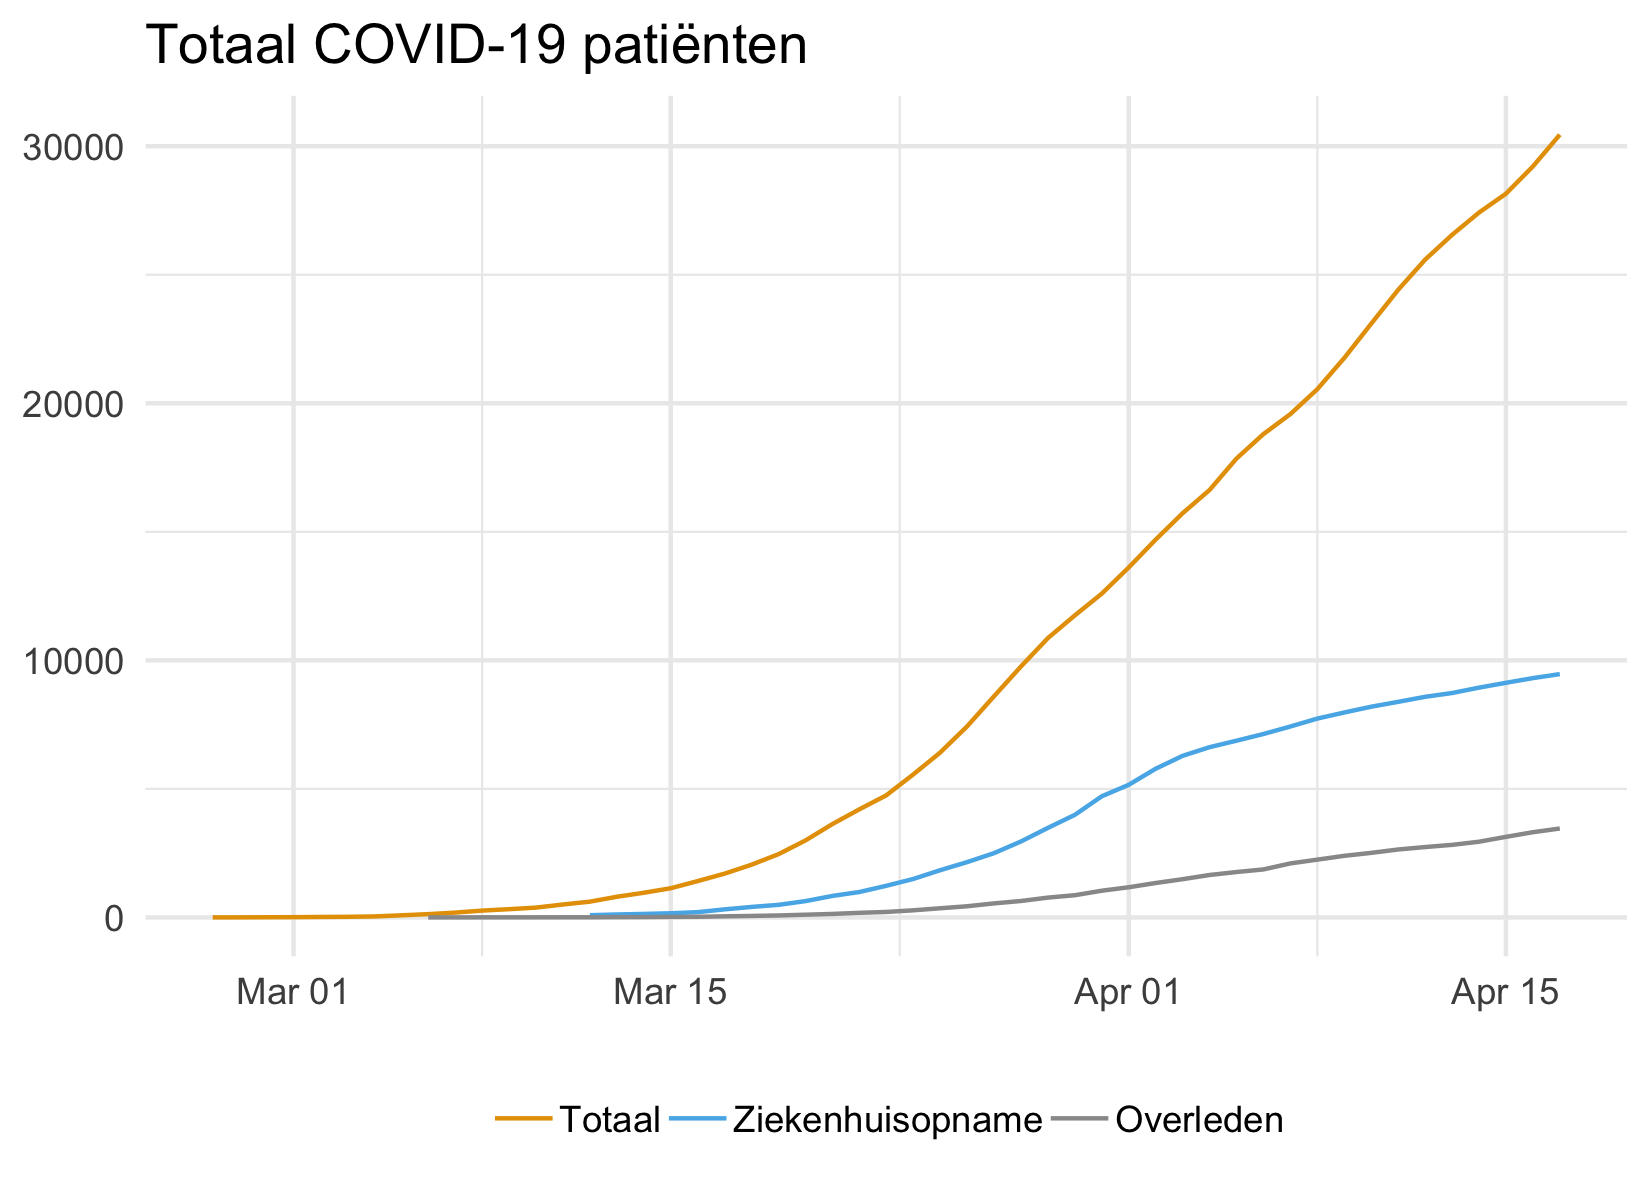 Totaal COVID-19 patiënten
30000
20000
10000
0
Mar 01 Mar 15 Apr 01 Apr 15
Totaal Ziekenhuisopname Overleden